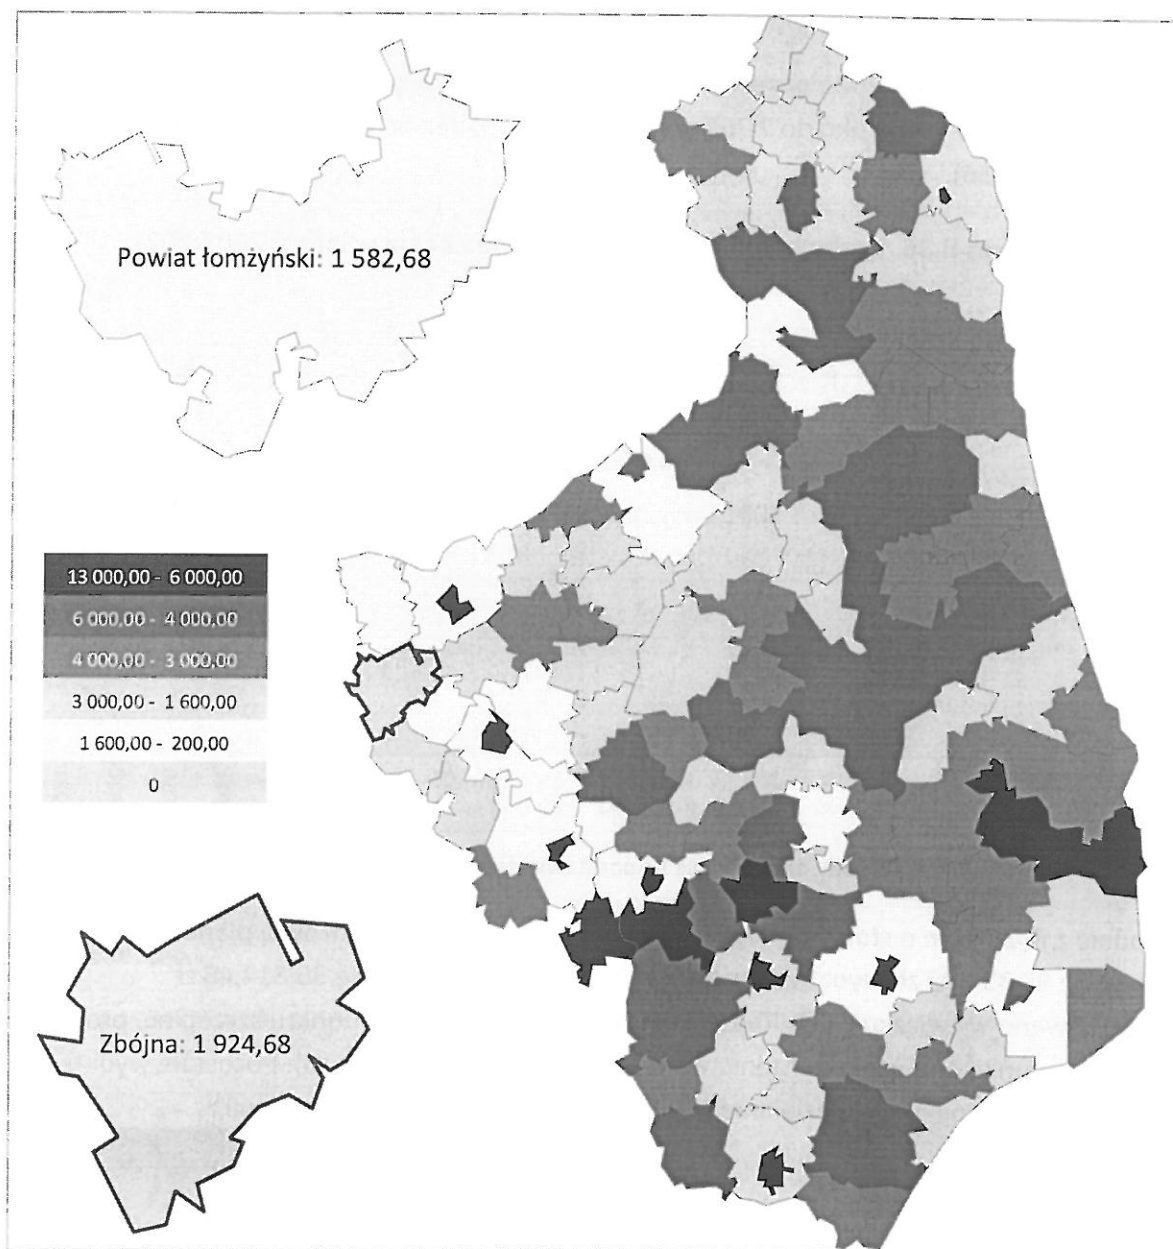 Powiat łomżyński: 1 582,68
13 000,00 - 6 000,00
6 000,00 - 4 000,00
4 000,00 - 3 000,00
3 000,00 - 1 600,00
1 600,00 - 200,00
0
Zbójna: 1 924,68